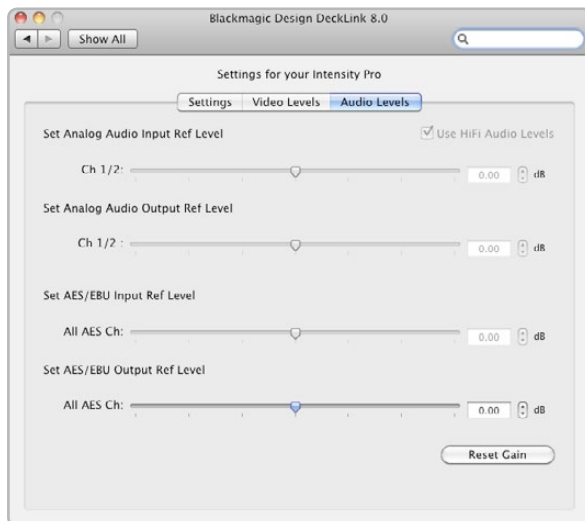 Blackmagic Design DeckLink 8.0
Show All
Settings for your Intensity Pro
Settings Video Levels Audio Levels
Set Analog Audio Input Ref Level Use HiFi Audio Levels
Ch 1/2: 0.00 dB
Set Analog Audio Output Ref Level
Ch 1/2 : 0.00 dB
Set AES/EBU Input Ref Level
All AES Ch: 0.00 dB
Set AES/EBU Output Ref Level
All AES Ch: 0.00 dB
Reset Gain